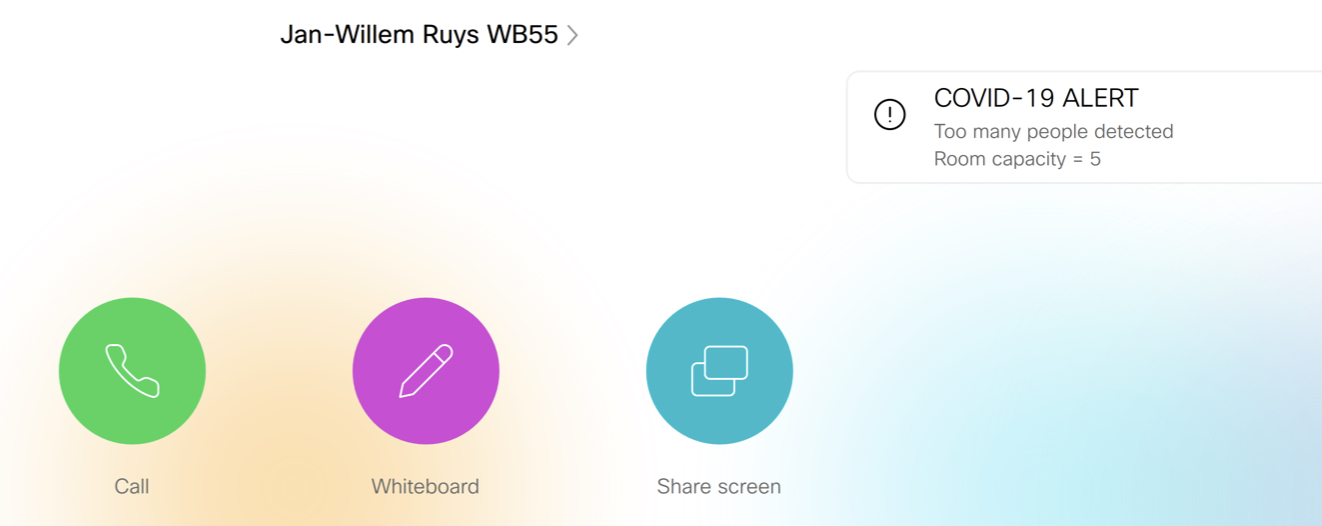 Jan-Willem Ruys WB55
COVID-19 ALERT
Too many people detected
Room capacity = 5
Call
Whiteboard
Share screen